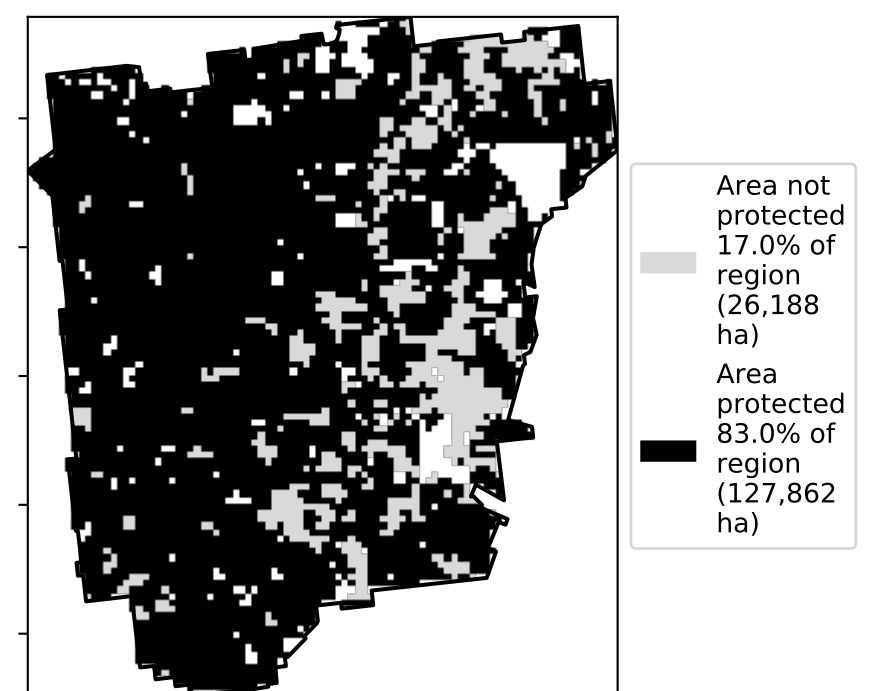 Area not
protected
17.0% of
region
(26,188
ha)
Area
protected
83.0% of
region
(127,862
ha)